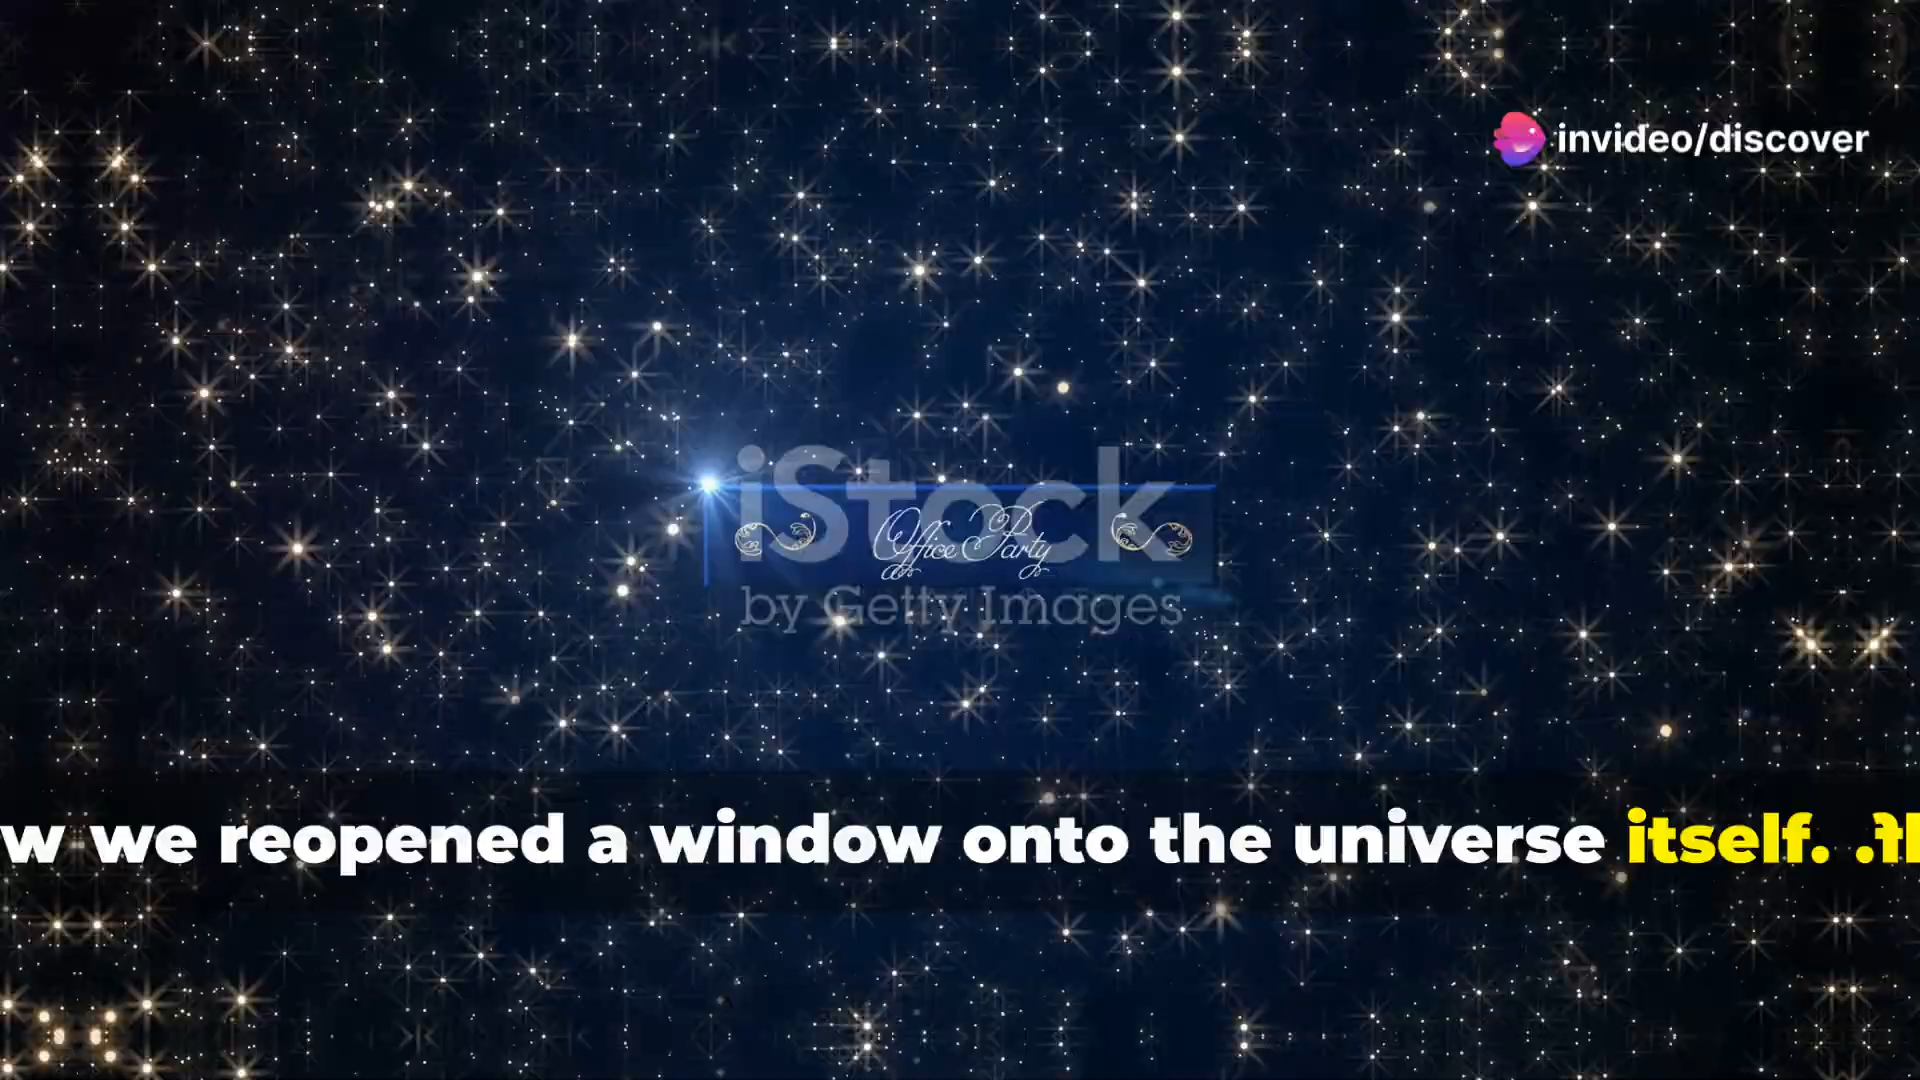 invideo/discover
iStock
Office Party
by Getty Images
w we reopened a window onto the universe itself.